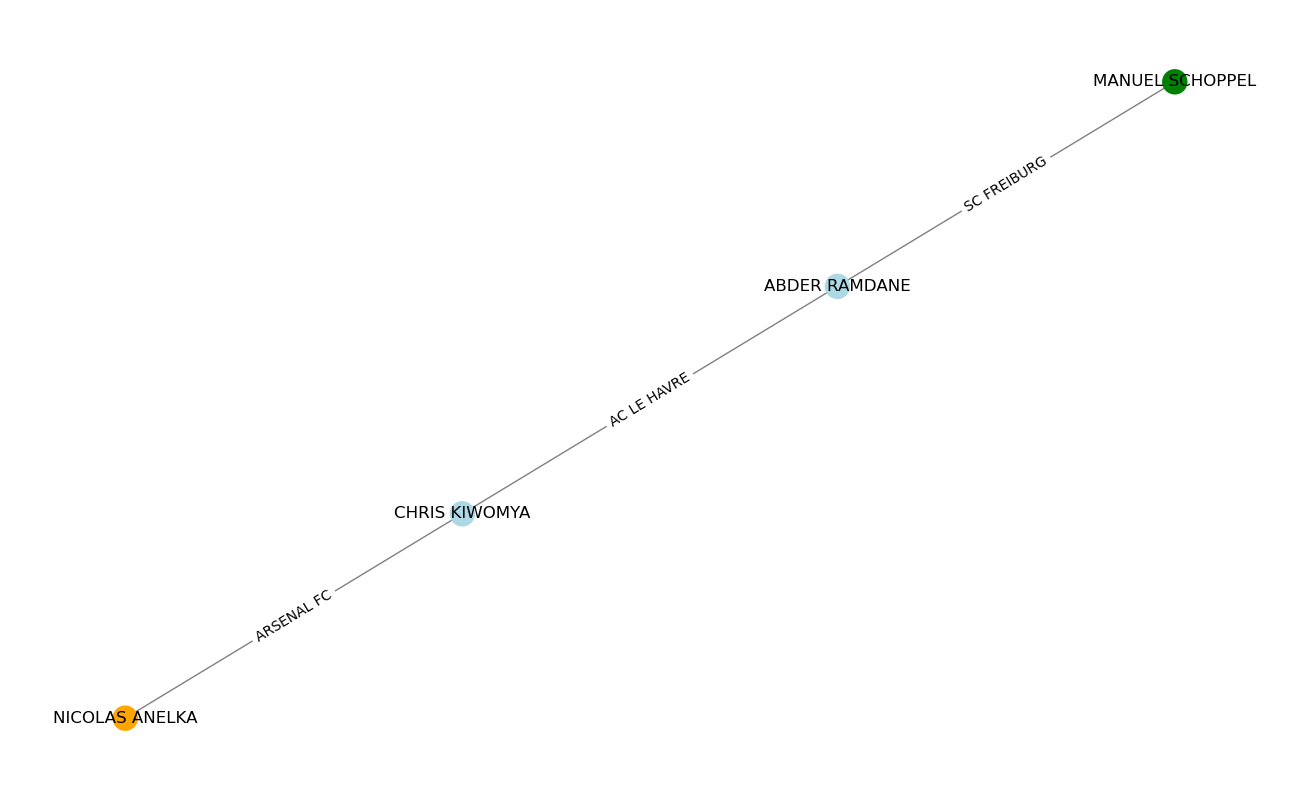 MANUEL SCHOPPEL
SC FREIBURG
ABDER RAMDANE
AC LE HAVRE
CHRIS KIWOMYA
ARSENAL FC
NICOLAS ANELKA